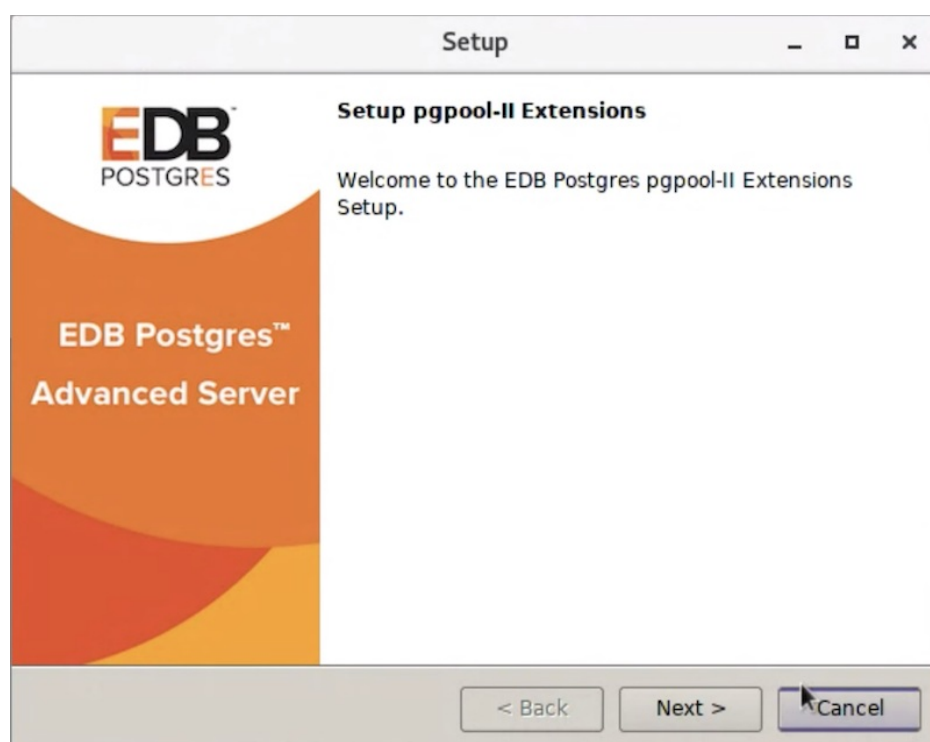 Setup
EDB™
POSTGRES
Setup pgpool-II Extensions
Welcome to the EDB Postgres pgpool-II Extensions
Setup.
EDB Postgres™
Advanced Server
< Back
Next >
Cancel